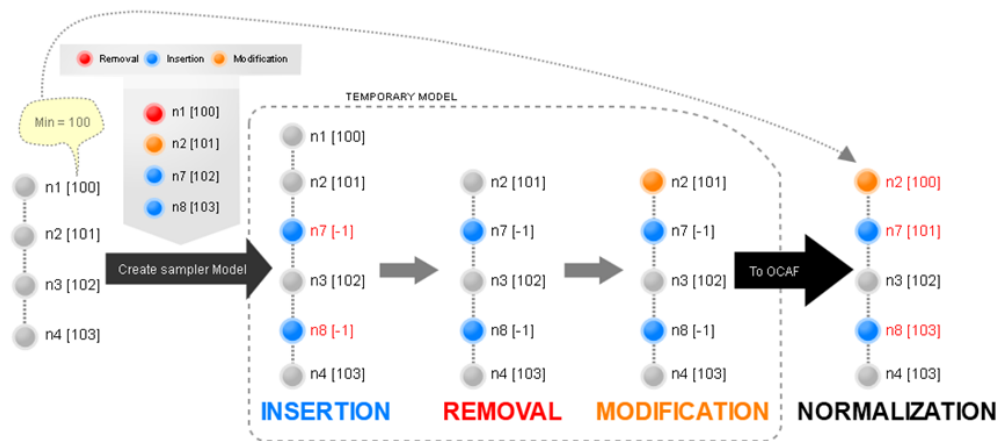 Removal
Insertion
Modification
TEMPORARY MODEL
Min = 100
n1 [100]
n2 [101]
n7 [102]
n8 [103]
n1 [100]
n2 [101]
n3 [102]
n4 [103]
Create sampler Model
n1 [100]
n2 [101]
n7 [-1]
n3 [102]
n8 [-1]
n4 [103]
INSERTION
n2 [101]
n7 [-1]
n3 [102]
n8 [-1]
n4 [103]
REMOVAL
n2 [101]
n7 [-1]
n3 [102]
n8 [-1]
n4 [103]
MODIFICATION
To OCAF
n2 [100]
n7 [101]
n3 [102]
n8 [103]
n4 [103]
NORMALIZATION